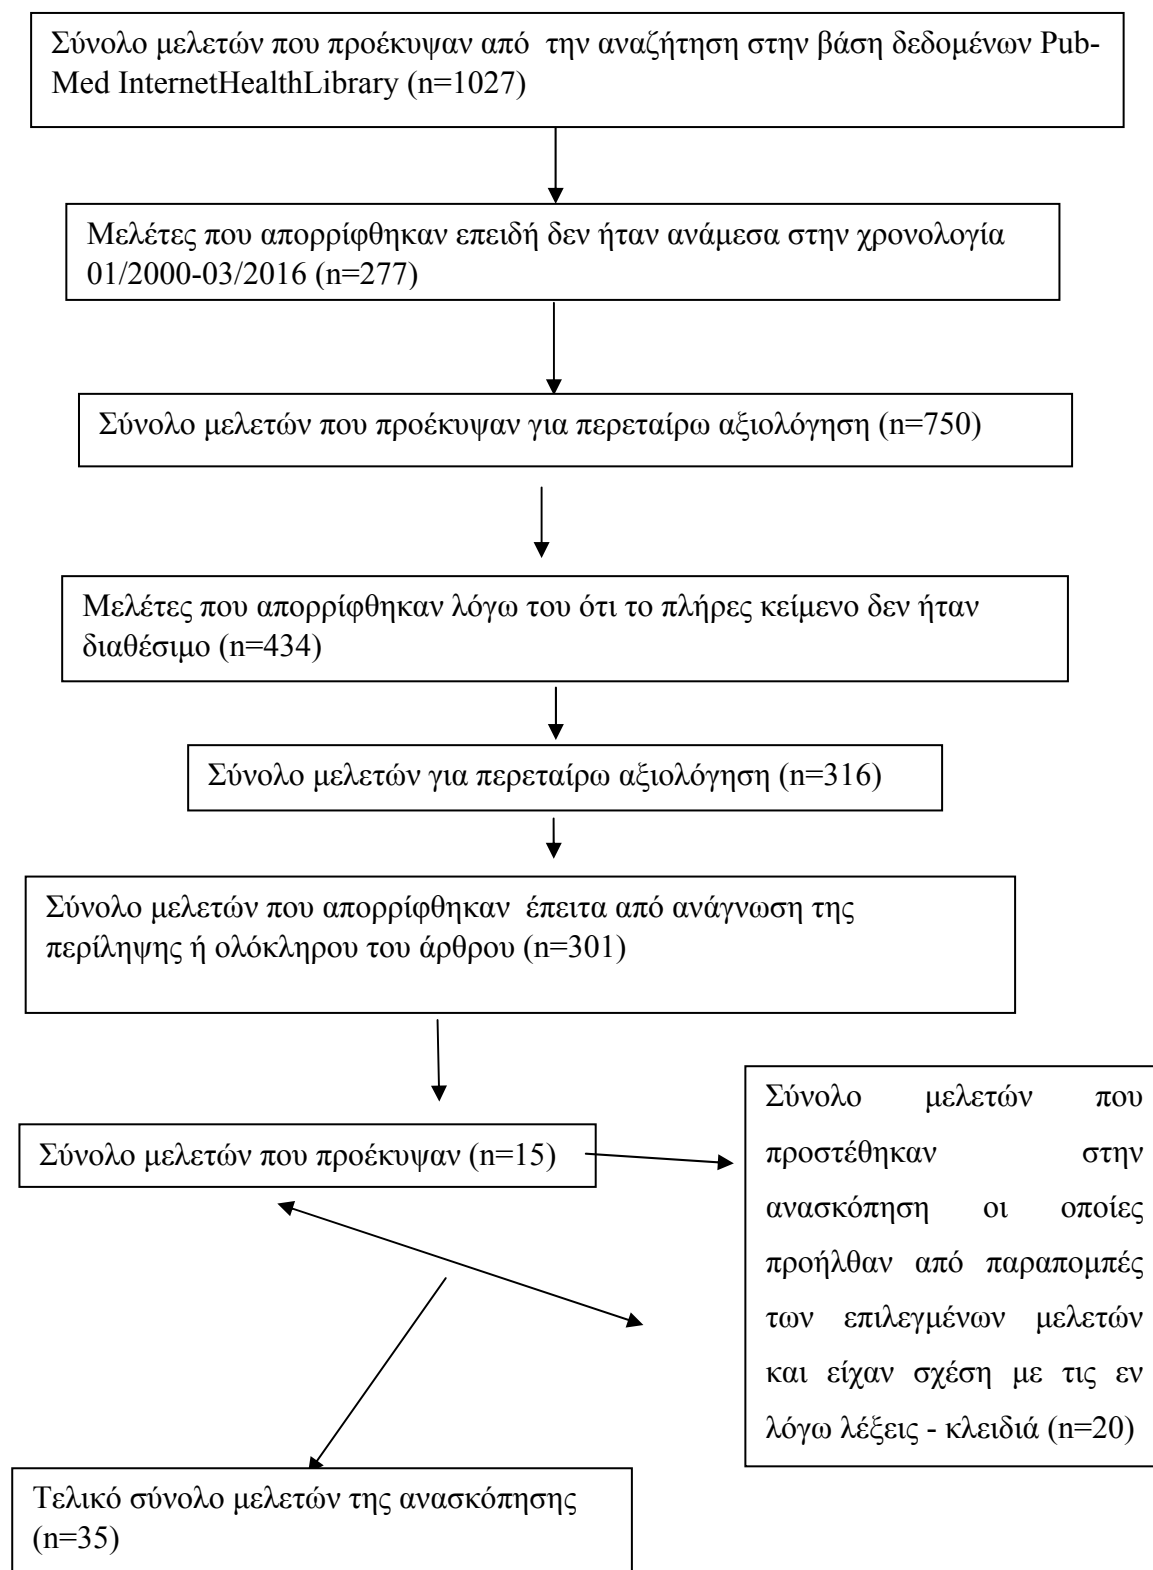 Σύνολο μελετών που προέκυψαν από την αναζήτηση στην βάση δεδομένων Pub-
Med InternetHealthLibrary (n=1027)
Μελέτες που απορρίφθηκαν επειδή δεν ήταν ανάμεσα στην χρονολογία
01/2000-03/2016 (n=277)
Σύνολο μελετών που προέκυψαν για περεταίρω αξιολόγηση (n=750)
Μελέτες που απορρίφθηκαν λόγω του ότι το πλήρες κείμενο δεν ήταν
διαθέσιμο (n=434)
Σύνολο μελετών για περεταίρω αξιολόγηση (n=316)
Σύνολο μελετών που απορρίφθηκαν έπειτα από ανάγνωση της
περίληψης ή ολόκληρου του άρθρου (n=301)
Σύνολο μελετών που προέκυψαν (n=15)
Σύνολο μελετών που
προστέθηκαν στην
ανασκόπηση οι οποίες
προήλθαν από παραπομπές
των επιλεγμένων μελετών
και είχαν σχέση με τις εν
λόγω λέξεις - κλειδιά (n=20)
Τελικό σύνολο μελετών της ανασκόπησης
(n=35)